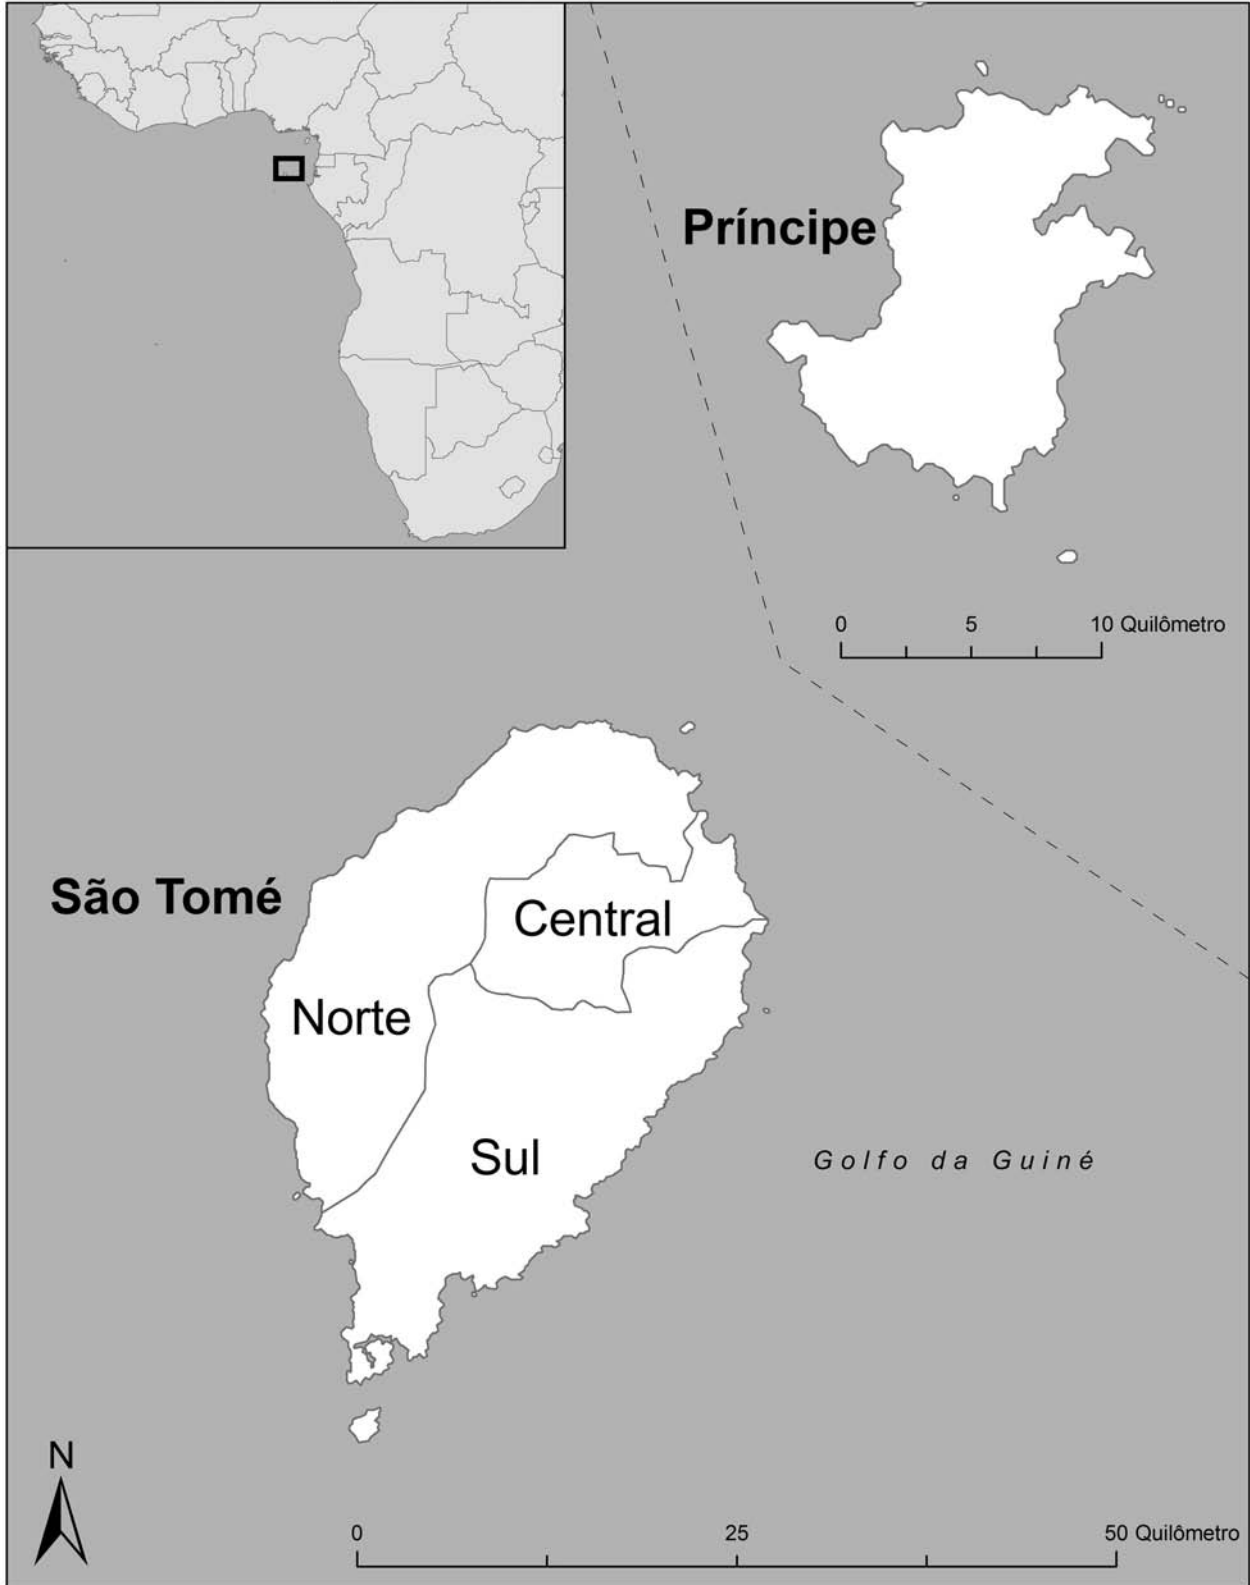 Príncipe
0 5 10 Quilômetro
São Tomé
Central
Norte
Sul
Golfo da Guiné
N
0 25 50 Quilômetro